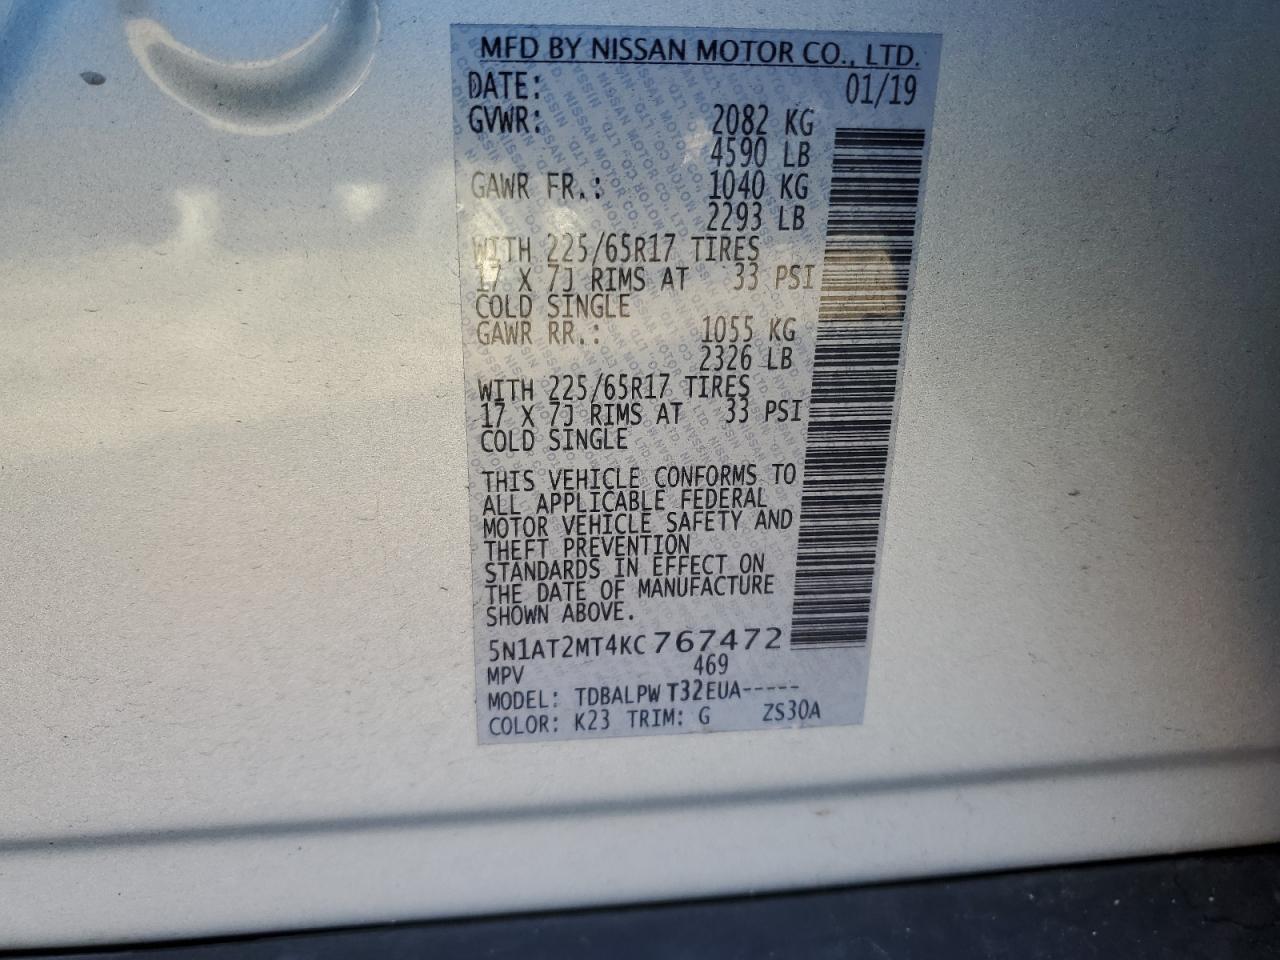 MFD BY NISSAN MOTOR CO., LTD.
DATE: 01/19
GVWR: 2082 KG
4590 LB
GAWR FR.: 1040 KG
2293 LB
WITH 225/65R17 TIRES
17 X 7J RIMS AT 33 PSI
COLD SINGLE
GAWR RR.: 1055 KG
2326 LB
WITH 225/65R17 TIRES
17 X 7J RIMS AT 33 PSI
COLD SINGLE
THIS VEHICLE CONFORMS TO
ALL APPLICABLE FEDERAL
MOTOR VEHICLE SAFETY AND
THEFT PREVENTION
STANDARDS IN EFFECT ON
THE DATE OF MANUFACTURE
SHOWN ABOVE.
5N1AT2MT4KC767472
MPV 469
MODEL: TDBALPW T32EUA-----
COLOR: K23 TRIM: G ZS30A